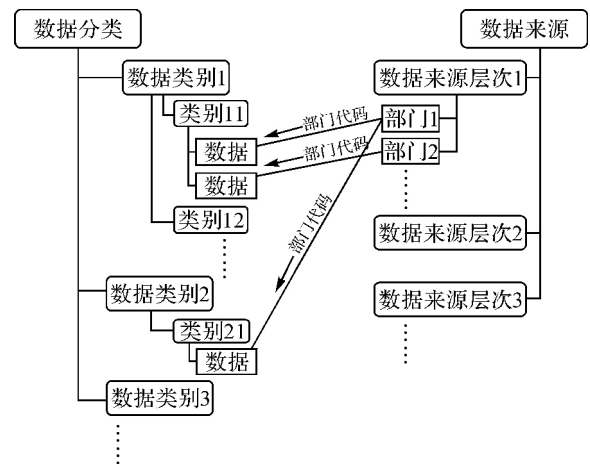 数据分类
数据来源
数据类别1
数据来源层次1
类别11
部门代码
部门1
数据
部门代码
部门2
数据
类别12
部门代码
数据来源层次2
数据类别2
数据来源层次3
类别21
数据
数据类别3